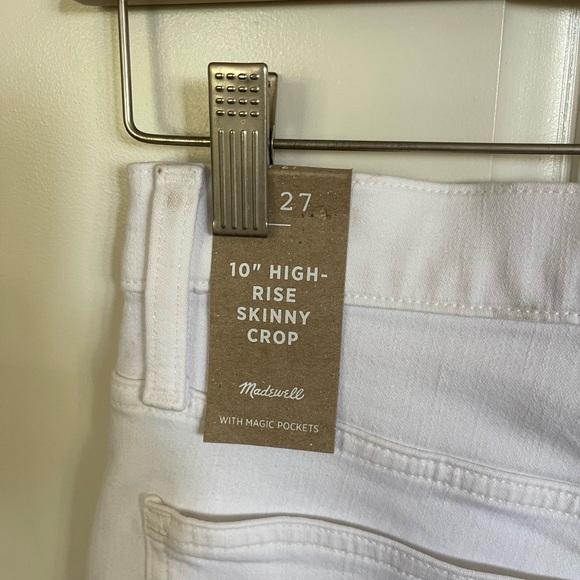 27
10" HIGH-
RISE
SKINNY
CROP
Madewell
WITH MAGIC POCKETS